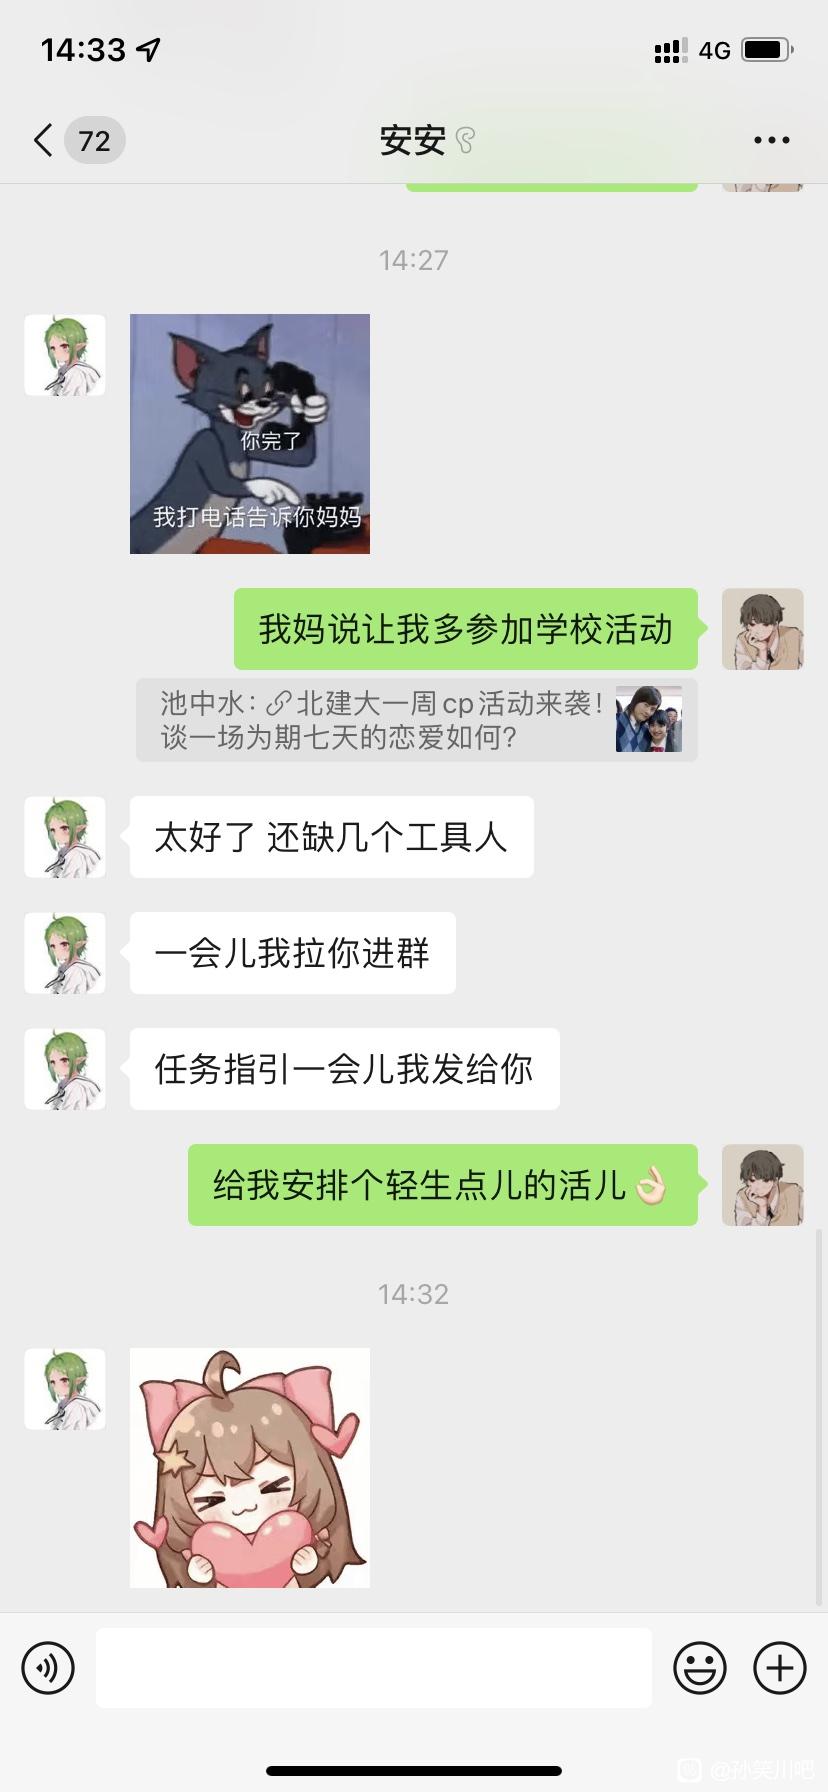 14:33
4G
72
安安
14:27
你完了
我打电话告诉你妈妈
我妈说让我多参加学校活动
池中水：北建大一周cp活动来袭！
谈一场为期七天的恋爱如何？
太好了 还缺几个工具人
一会儿我拉你进群
任务指引一会儿我发给你
给我安排个轻生点儿的活儿👌🏻
14:32
@孙笑川吧